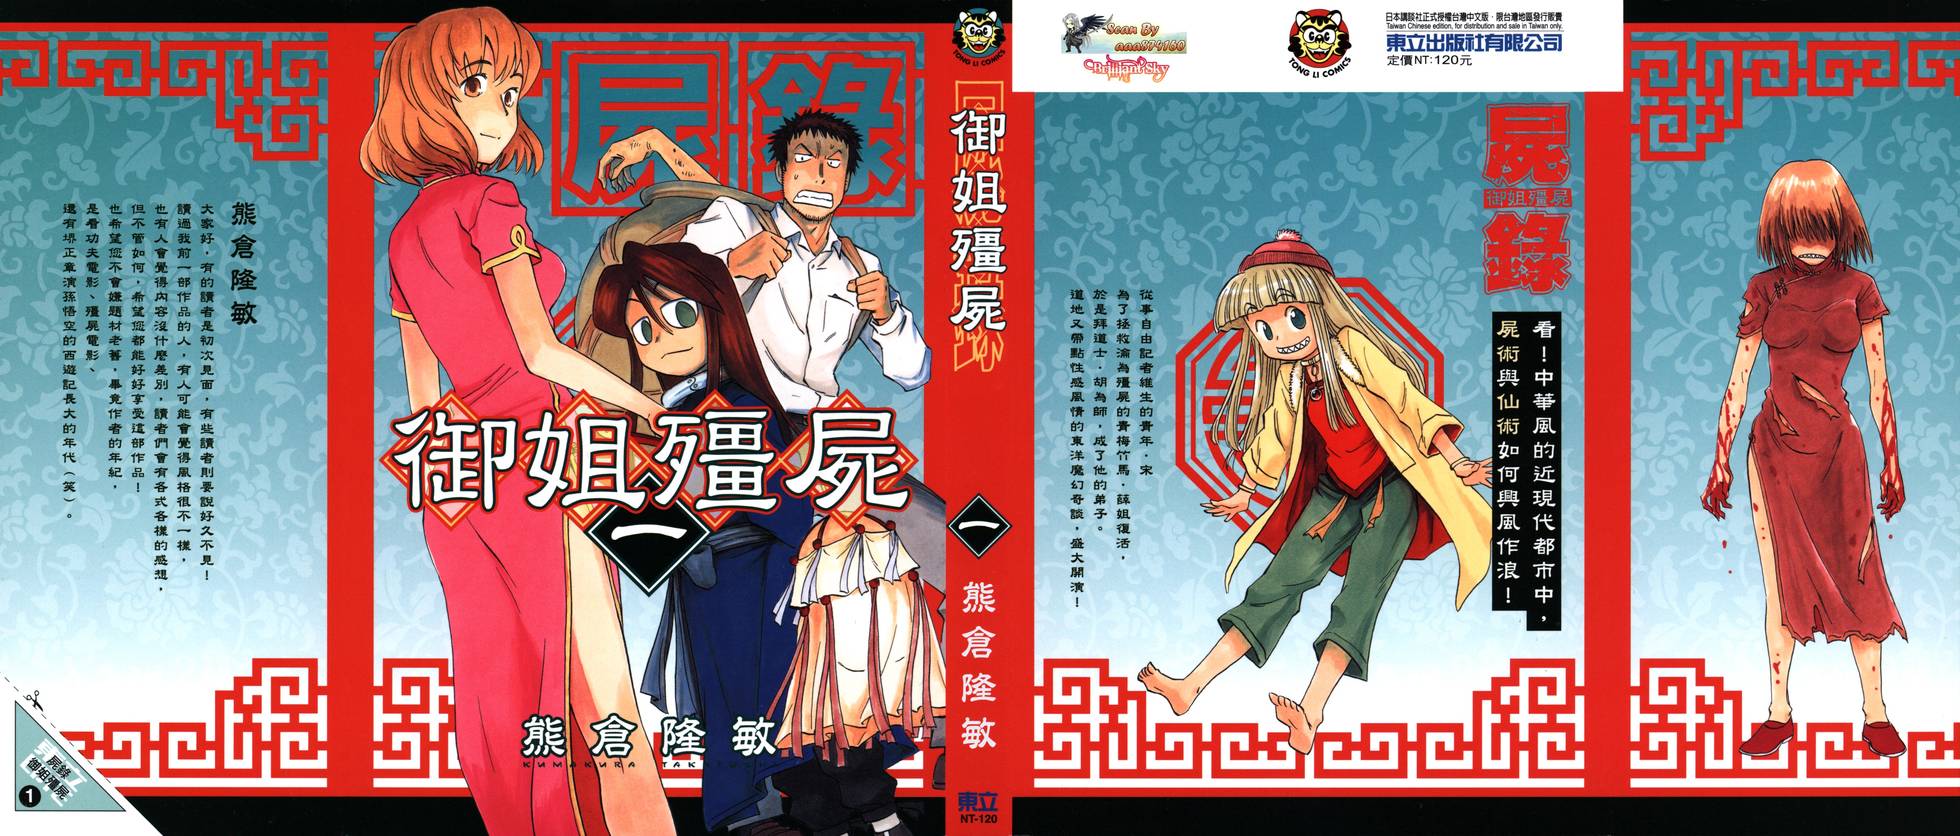 熊倉隆敏
大家好，有的讀者是初次見面，有些讀者則要說好久不見！
讀過我前一部作品的人，有人可能會覺得風格很不一樣，
也有人會覺得內容沒什麼差別，讀者們會有各式各樣的感想，
但不管如何，希望您都能好好享受這部作品！
也希望您不會嫌題材老舊，畢竟作者的年紀，
是看功夫電影、殭屍電影、
還有堺正章演孫悟空的西遊記長大的年代（笑）。
東立
屍錄
御姐殭屍
1
屍錄
御姐殭屍
一
熊倉隆敏
KUMAKURA TAK
TONG LI COMICS
屍錄
御姐殭屍
一
熊倉隆敏
東立
NT-120
Scan By
aaa874160
Brilliant Sky
TONG LI COMICS
日本講談社正式授權台灣中文版．限台灣地區發行販賣
Taiwan Chinese edition, for distribution and sale in Taiwan only.
東立出版社有限公司
定價NT:120元
屍錄
御姐殭屍
看！中華風的近現代都市中，
屍術與仙術如何興風作浪！
從事自由記者維生的青年．宋
為了拯救淪為殭屍的青梅竹馬．薛姐復活，
於是拜道士．胡為師，成了他的弟子。
道地又帶點性感風情的東洋魔幻奇談，盛大開演！